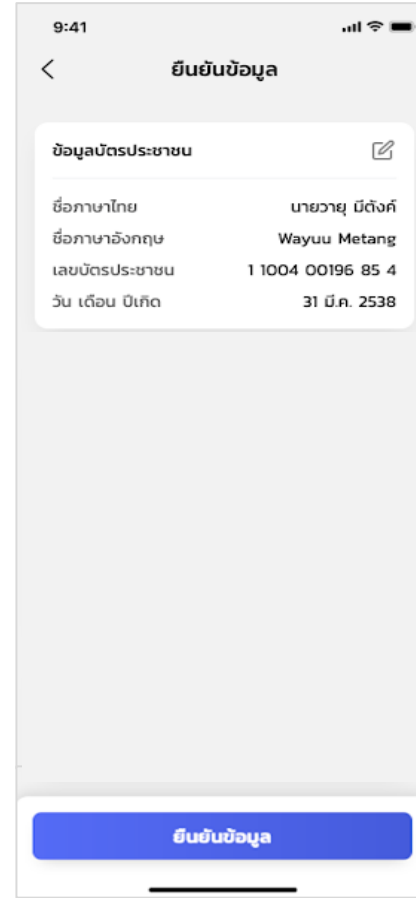 9:41
ยืนยันข้อมูล
ข้อมูลบัตรประชาชน
ชื่อภาษาไทย นายวายุ มีตังค์
ชื่อภาษาอังกฤษ Wayuu Metang
เลขบัตรประชาชน 1 1004 00196 85 4
วัน เดือน ปีเกิด 31 มี.ค. 2538
ยืนยันข้อมูล